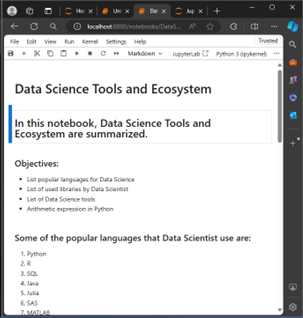 Hor
Unt
Dat
Jup
localhost:8888/notebooks/DataS...
File Edit View Run Kernel Settings Help Trusted
Markdown JupyterLab Python 3 (ipykernel)
Data Science Tools and Ecosystem
In this notebook, Data Science Tools and
Ecosystem are summarized.
Objectives:
List popular languages for Data Science
List of used libraries by Data Scientist
List of Data Science tools
Arithmetic expression in Python
Some of the popular languages that Data Scientist use are:
1. Python
2. R
3. SQL
4. Java
5. Julia
6. SAS
7. MATLAB